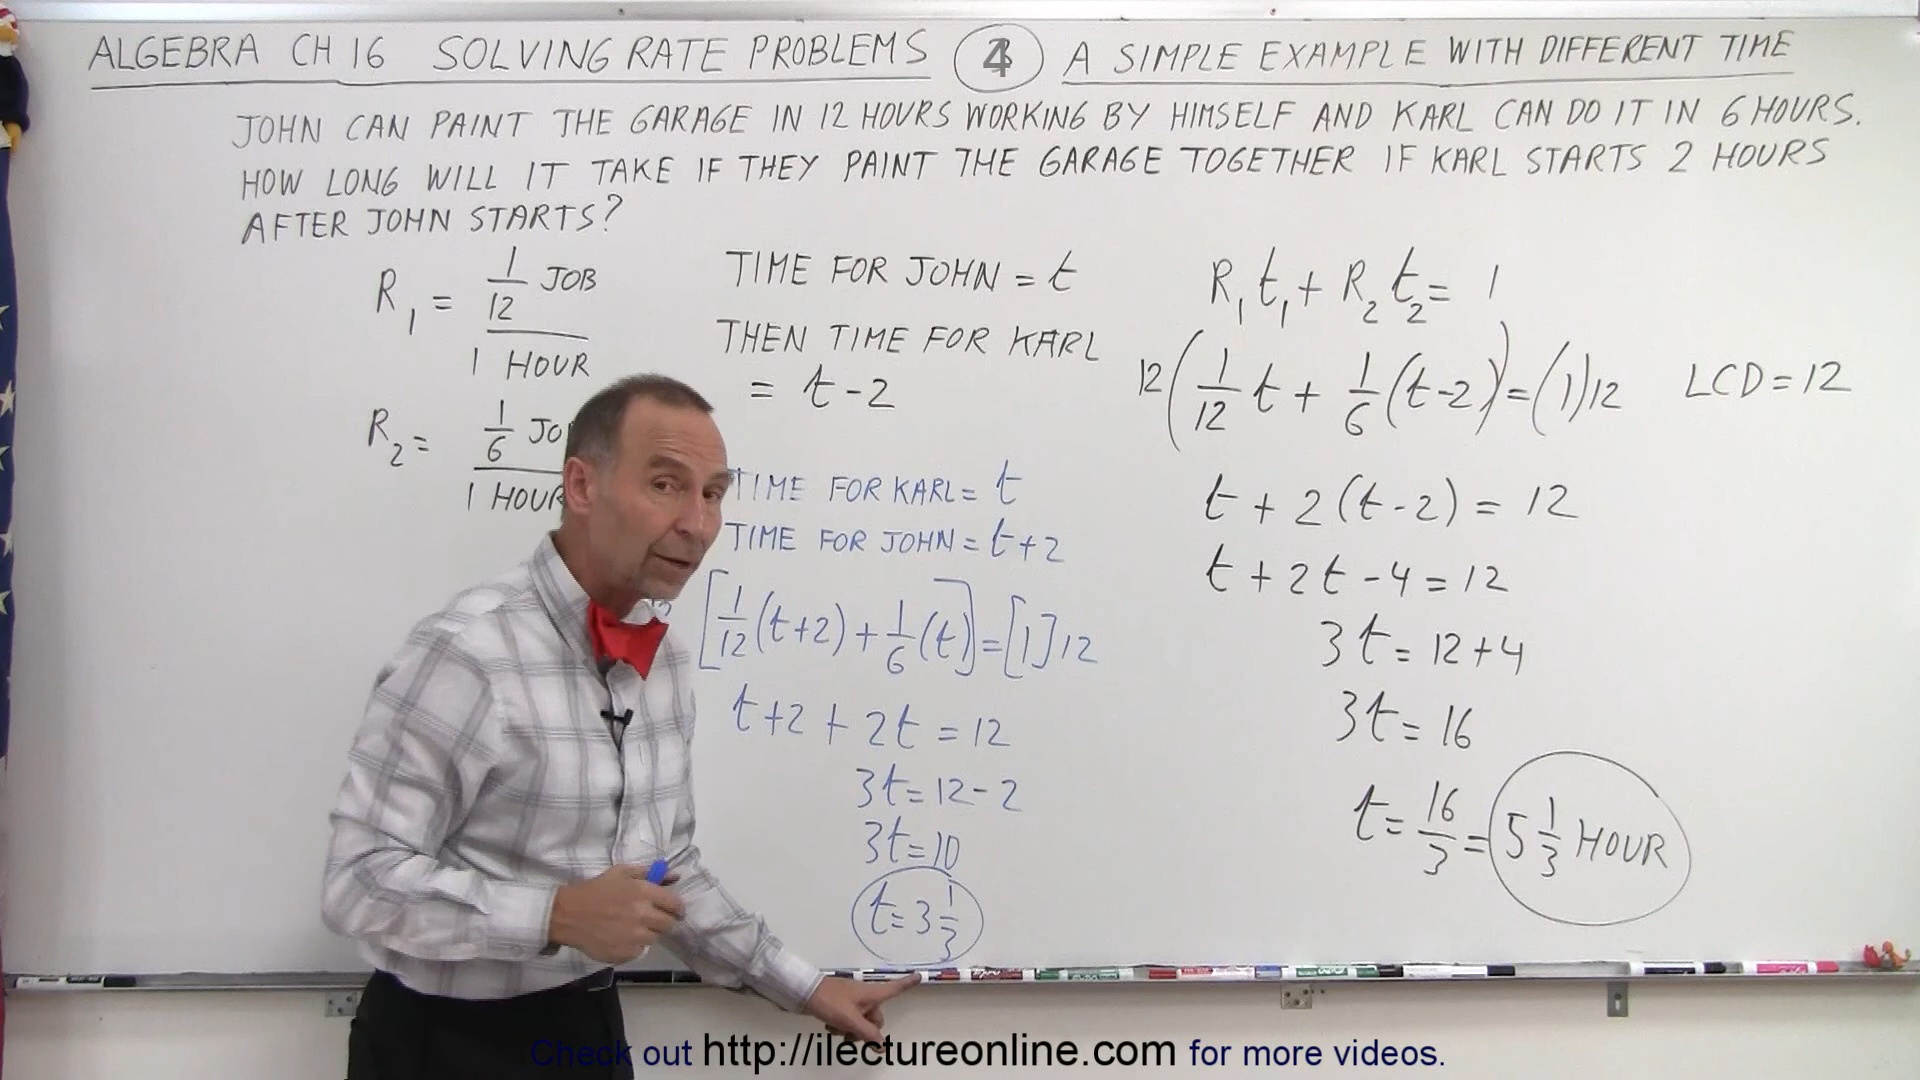 ALGEBRA CH 16 SOLVING RATE PROBLEMS 4 A SIMPLE EXAMPLE WITH DIFFERENT TIME
JOHN CAN PAINT THE GARAGE IN 12 HOURS WORKING BY HIMSELF AND KARL CAN DO IT IN 6 HOURS.
HOW LONG WILL IT TAKE IF THEY PAINT THE GARAGE TOGETHER IF KARL STARTS 2 HOURS
AFTER JOHN STARTS?
R₁ = 1/12 JOB / 1 HOUR
R₂ = 1/6 JO / 1 HOUR
TIME FOR JOHN = t
THEN TIME FOR KARL
= t - 2
TIME FOR KARL = t
TIME FOR JOHN = t+2
[1/12 (t+2) + 1/6 (t)] = [1] 12
t+2 + 2t = 12
3t = 12 - 2
3t = 10
t = 3 1/3
R₁t₁ + R₂t₂ = 1
12 (1/12 t + 1/6 (t-2)) = (1) 12 LCD = 12
t + 2(t-2) = 12
t + 2t - 4 = 12
3t = 12+4
3t = 16
t = 16/3 = 5 1/3 HOUR
Check out http://ilectureonline.com for more videos.